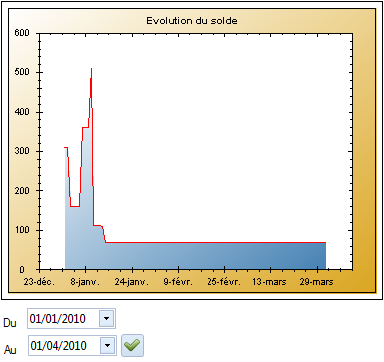 Evolution du solde
600
500
400
300
200
100
0
23-déc. 8-janv. 24-janv. 9-févr. 25-févr. 13-mars 29-mars
Du 01/01/2010
Au 01/04/2010